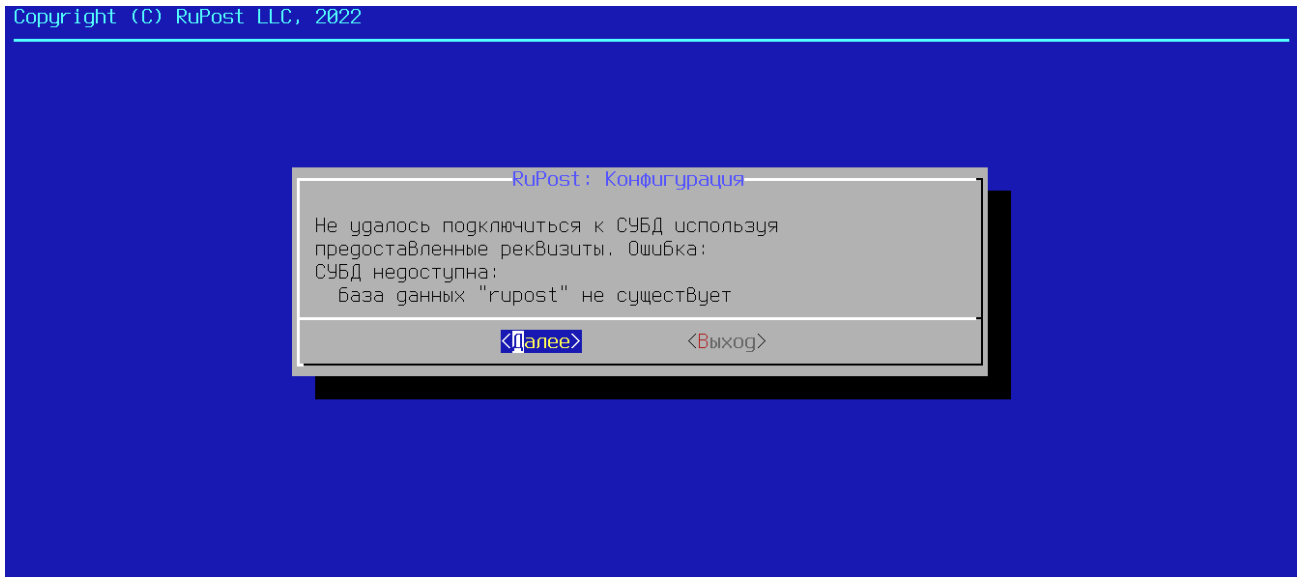 Copyright (C) RuPost LLC, 2022
RuPost: Конфигурация
Не удалось подключиться к СУБД используя
предоставленные реквизиты. Ошибка:
СУБД недоступна:
база данных "rupost" не существует
<Далее> <Выход>